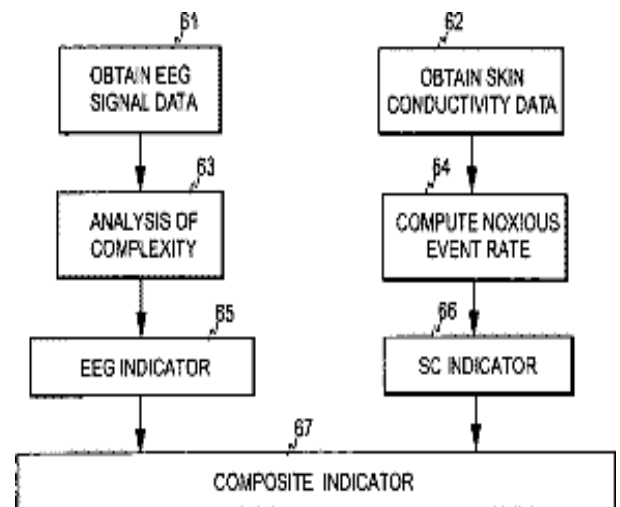 61
OBTAIN EEG
SIGNAL DATA
62
OBTAIN SKIN
CONDUCTIVITY DATA
63
ANALYSIS OF
COMPLEXITY
64
COMPUTE NOXIOUS
EVENT RATE
65
EEG INDICATOR
66
SC INDICATOR
67
COMPOSITE INDICATOR